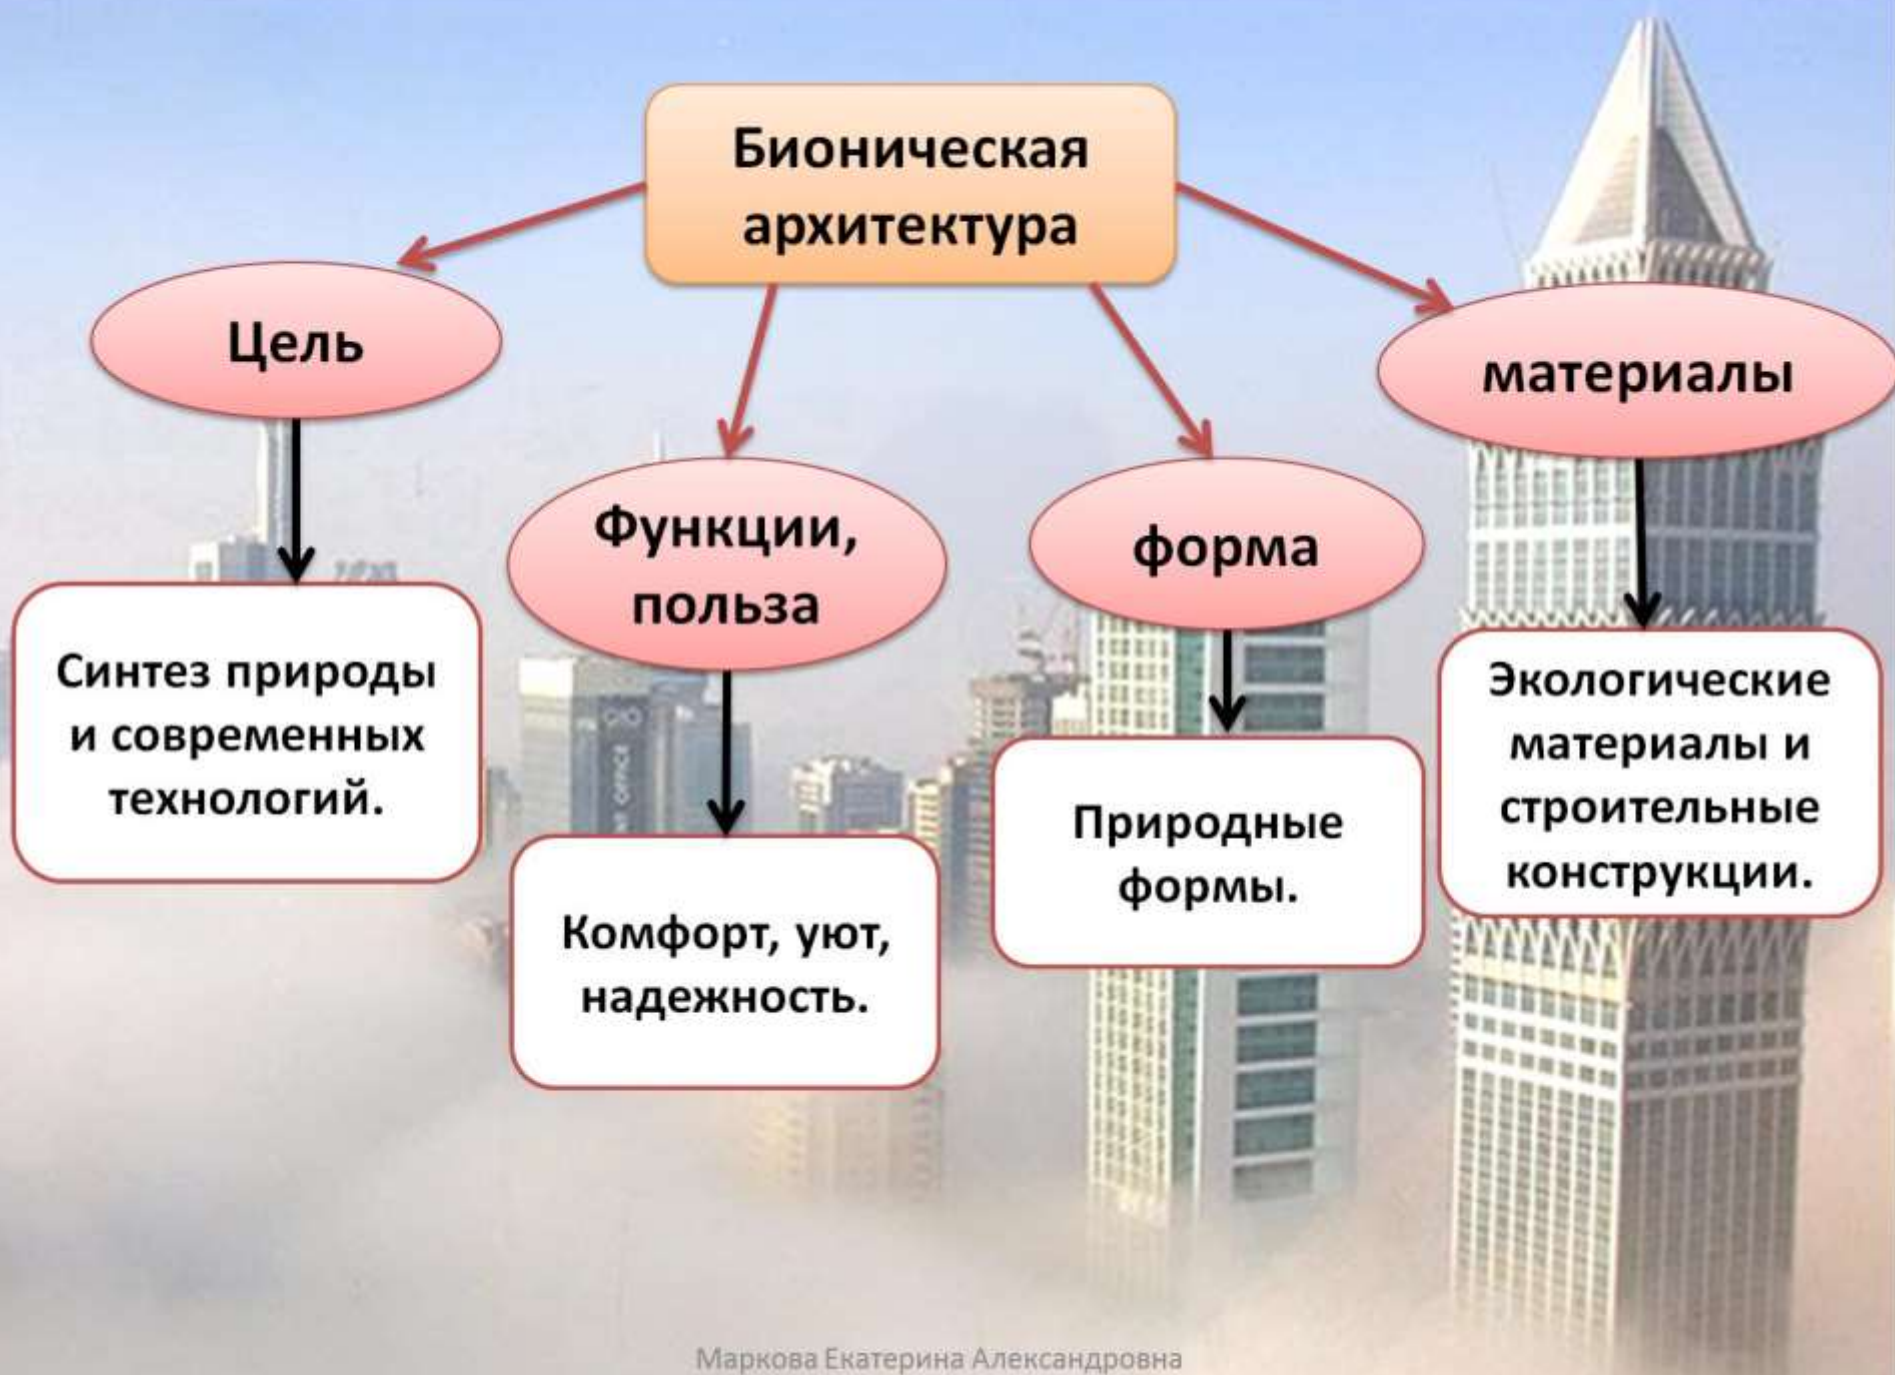 Бионическая
архитектура
Цель
материалы
Функции,
польза
форма
Синтез природы
и современных
технологий.
Комфорт, уют,
надежность.
Природные
формы.
Экологические
материалы и
строительные
конструкции.
Маркова Екатерина Александровна